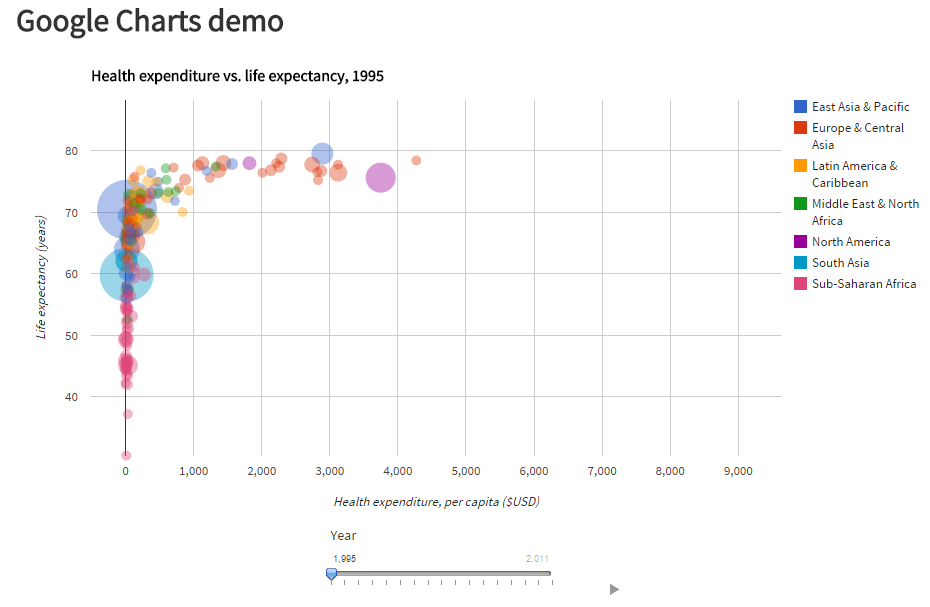 Google Charts demo
Health expenditure vs. life expectancy, 1995
Life expectancy (years)
80
70
60
50
40
0 1,000 2,000 3,000 4,000 5,000 6,000 7,000 8,000 9,000
Health expenditure, per capita ($USD)
East Asia & Pacific
Europe & Central
Asia
Latin America &
Caribbean
Middle East & North
Africa
North America
South Asia
Sub-Saharan Africa
Year
1,995 2,011